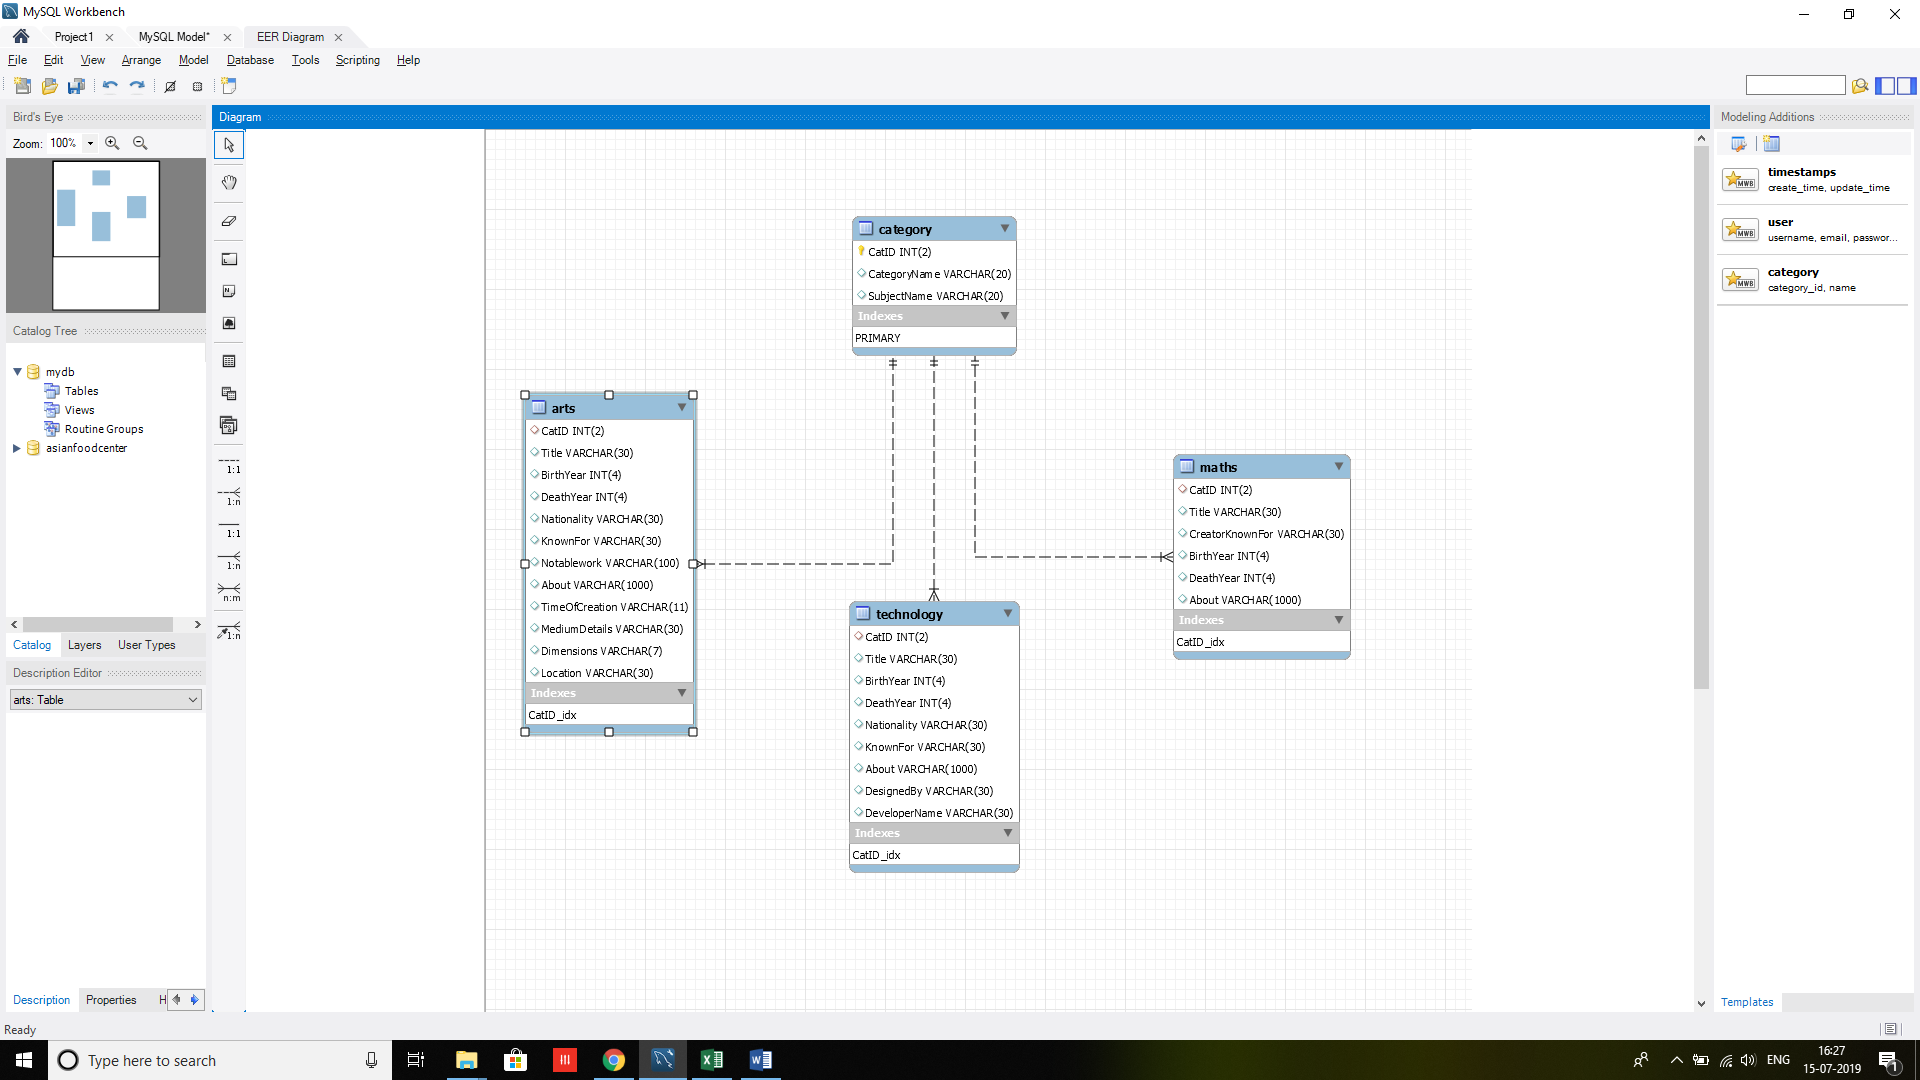 MySQL Workbench
Project1
MySQL Model*
EER Diagram
File Edit View Arrange Model Database Tools Scripting Help
Bird's Eye
Zoom: 100%
Catalog Tree
mydb
Tables
Views
Routine Groups
asianfoodcenter
Catalog Layers User Types
Description Editor
arts: Table
Description Properties H
Ready
1:1
1:n
1:1
1:n
n:m
1:n
Diagram
category
CatID INT(2)
CategoryName VARCHAR(20)
SubjectName VARCHAR(20)
Indexes
PRIMARY
arts
CatID INT(2)
Title VARCHAR(30)
BirthYear INT(4)
DeathYear INT(4)
Nationality VARCHAR(30)
KnownFor VARCHAR(30)
Notablework VARCHAR(100)
About VARCHAR(1000)
TimeOfCreation VARCHAR(11)
MediumDetails VARCHAR(30)
Dimensions VARCHAR(7)
Location VARCHAR(30)
Indexes
CatID_idx
technology
CatID INT(2)
Title VARCHAR(30)
BirthYear INT(4)
DeathYear INT(4)
Nationality VARCHAR(30)
KnownFor VARCHAR(30)
About VARCHAR(1000)
DesignedBy VARCHAR(30)
DeveloperName VARCHAR(30)
Indexes
CatID_idx
maths
CatID INT(2)
Title VARCHAR(30)
CreatorKnownFor VARCHAR(30)
BirthYear INT(4)
DeathYear INT(4)
About VARCHAR(1000)
Indexes
CatID_idx
Modeling Additions
timestamps
create_time, update_time
user
username, email, passwor...
category
category_id, name
Templates
Type here to search
ENG
16:27
15-07-2019
1